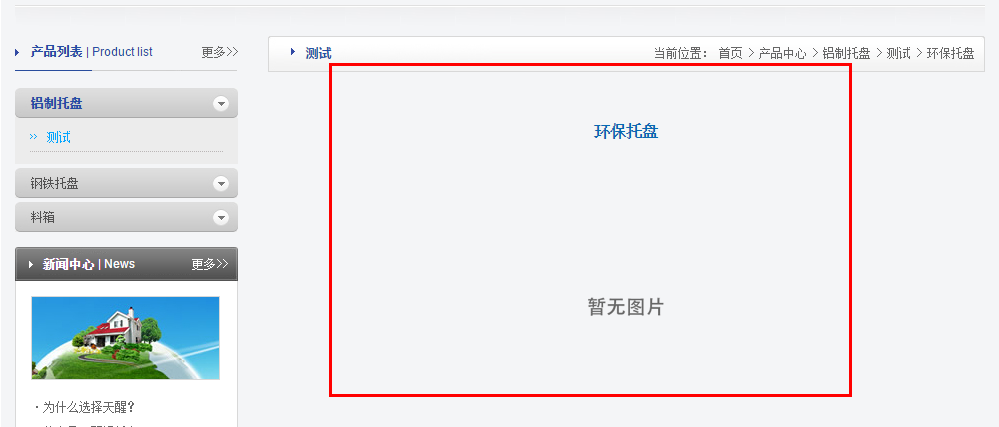 产品列表 | Product list 更多>>
测试 当前位置： 首页 > 产品中心 > 铝制托盘 > 测试 > 环保托盘
铝制托盘
>> 测试
钢铁托盘
料箱
新闻中心 | News 更多>>
·为什么选择天醒?
环保托盘
暂无图片